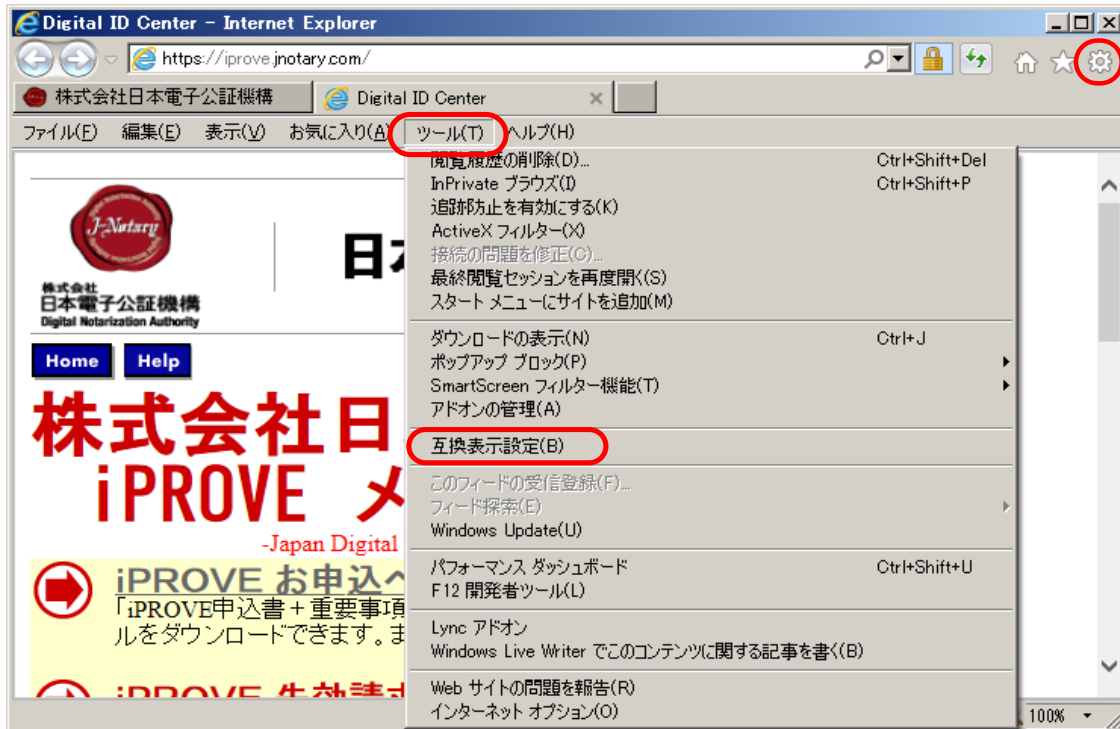 Digital ID Center - Internet Explorer
https://iprove.jnotary.com/
株式会社日本電子公証機構
Digital ID Center
ファイル(F) 編集(E) 表示(V) お気に入り(A) ツール(T) ヘルプ(H)
閲覧履歴の削除(D)... Ctrl+Shift+Del
InPrivate ブラウズ(I) Ctrl+Shift+P
追跡防止を有効にする(K)
ActiveX フィルター(X)
接続の問題を修正(C)...
最終閲覧セッションを再度開く(S)
スタート メニューにサイトを追加(M)
ダウンロードの表示(N) Ctrl+J
ポップアップ ブロック(P)
SmartScreen フィルター機能(T)
アドオンの管理(A)
互換表示設定(B)
このフィードの受信登録(F)...
フィード探索(E)
Windows Update(U)
パフォーマンス ダッシュボード Ctrl+Shift+U
F12 開発者ツール(L)
Lync アドオン
Windows Live Writer でこのコンテンツに関する記事を書く(B)
Web サイトの問題を報告(R)
インターネット オプション(O)
J-Notary
株式会社
日本電子公証機構
Digital Notarization Authority
日本
Home Help
株式会社日
iPROVE メ
-Japan Digital
iPROVE お申込へ
「iPROVE申込書+重要事項
ルをダウンロードできます。ま
iPROVE 失効請求
100%